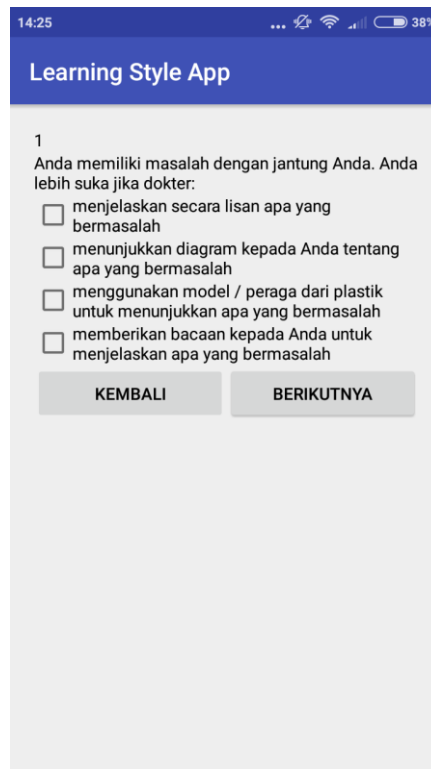 14:25
... 38%
Learning Style App
1
Anda memiliki masalah dengan jantung Anda. Anda
lebih suka jika dokter:
menjelaskan secara lisan apa yang
bermasalah
menunjukkan diagram kepada Anda tentang
apa yang bermasalah
menggunakan model / peraga dari plastik
untuk menunjukkan apa yang bermasalah
memberikan bacaan kepada Anda untuk
menjelaskan apa yang bermasalah
KEMBALI BERIKUTNYA